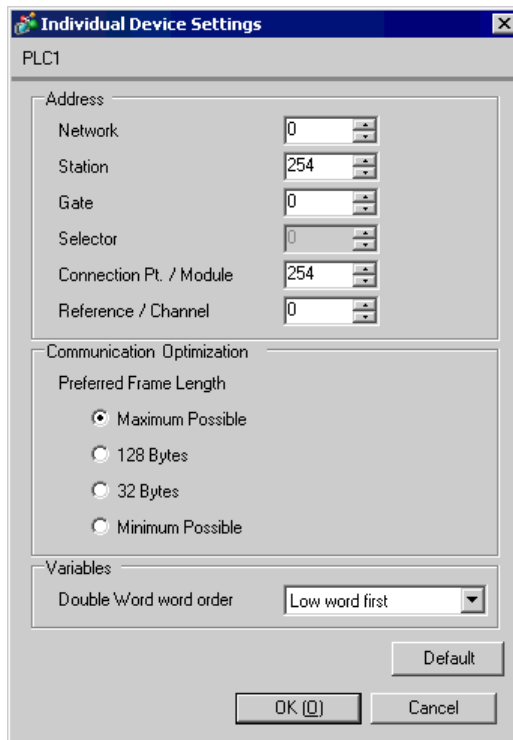 Individual Device Settings
PLC1
Address
Network 0
Station 254
Gate 0
Selector 0
Connection Pt. / Module 254
Reference / Channel 0
Communication Optimization
Preferred Frame Length
Maximum Possible
128 Bytes
32 Bytes
Minimum Possible
Variables
Double Word word order Low word first
Default
OK (O) Cancel